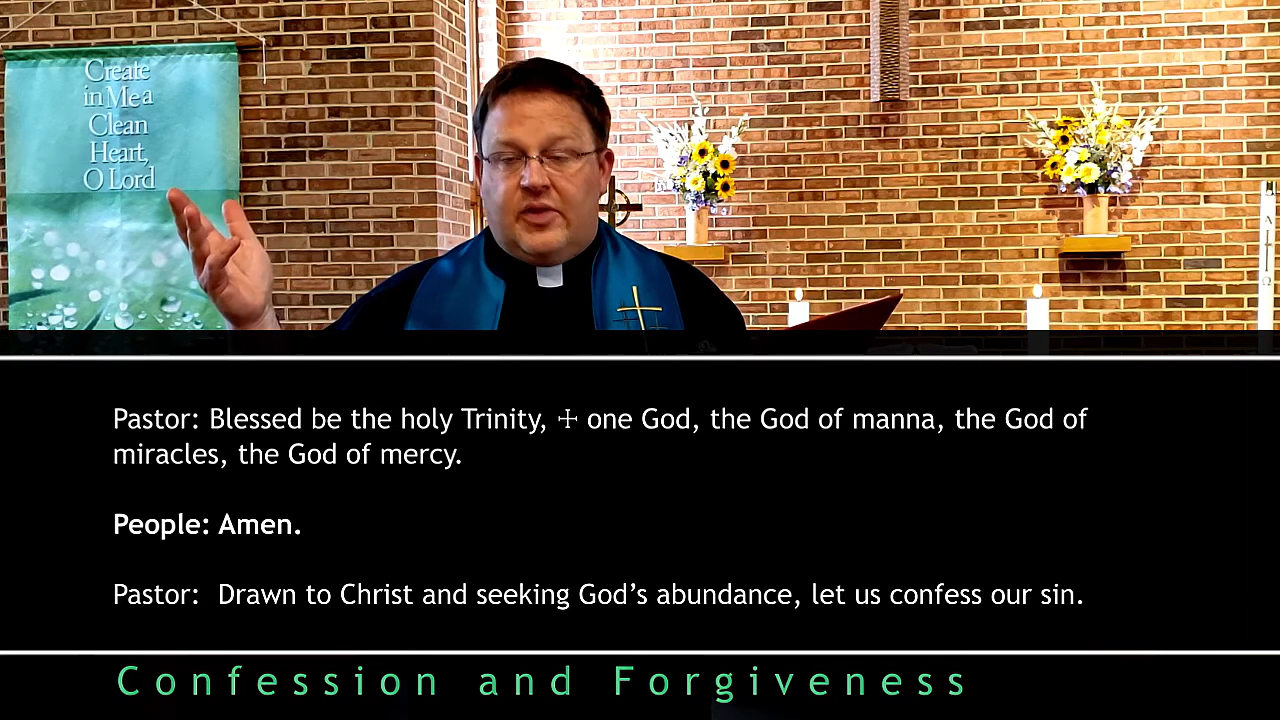 Create
in Me a
Clean
Heart,
O Lord
Pastor: Blessed be the holy Trinity, ☩ one God, the God of manna, the God of
miracles, the God of mercy.
People: Amen.
Pastor:  Drawn to Christ and seeking God’s abundance, let us confess our sin.
Confession and Forgiveness